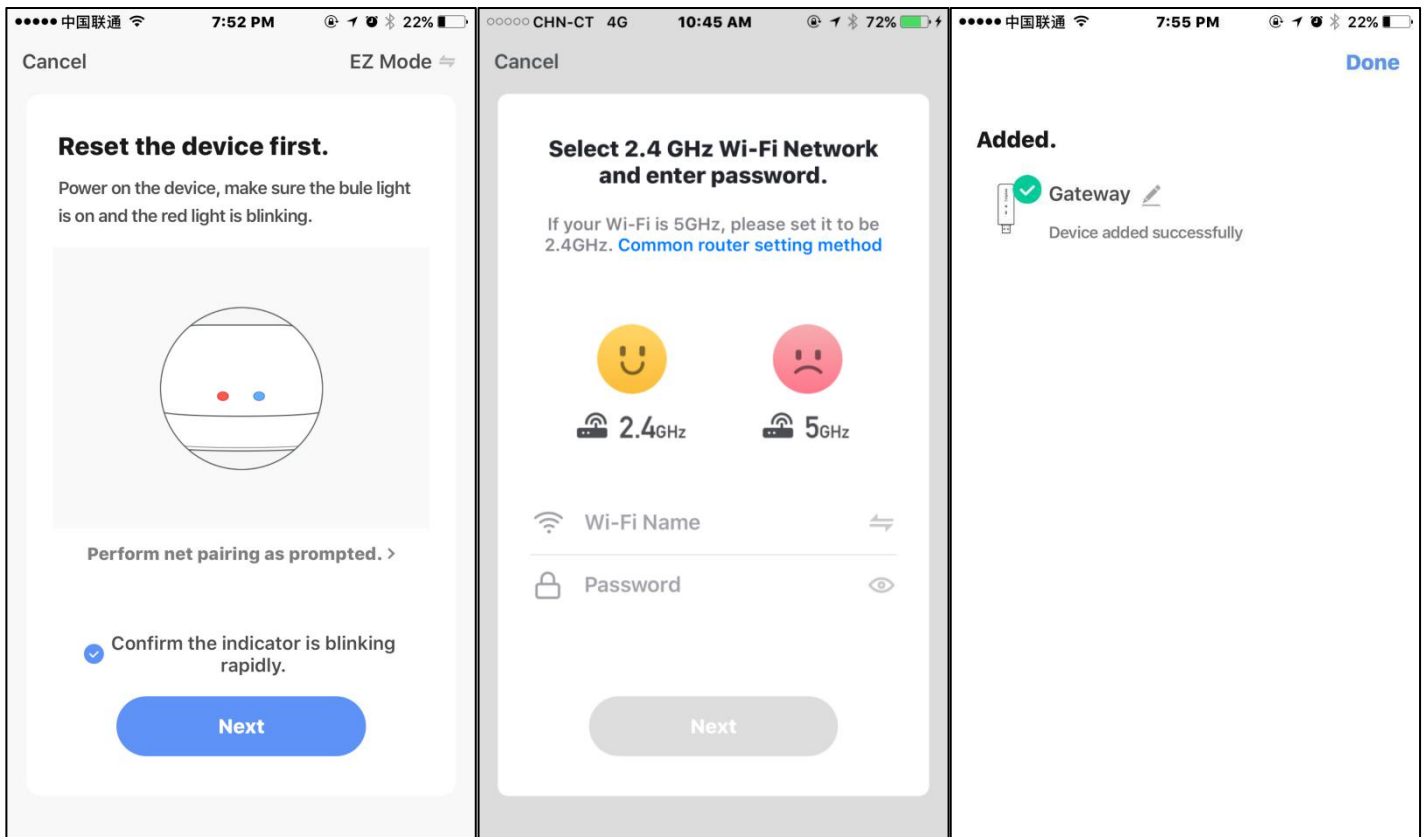 中国联通 7:52 PM 22%
Cancel EZ Mode
Reset the device first.
Power on the device, make sure the bule light
is on and the red light is blinking.
Perform net pairing as prompted. >
Confirm the indicator is blinking
rapidly.
Next
CHN-CT 4G 10:45 AM 72%
Cancel
Select 2.4 GHz Wi-Fi Network
and enter password.
If your Wi-Fi is 5GHz, please set it to be
2.4GHz. Common router setting method
2.4GHz 5GHz
Wi-Fi Name
Password
Next
中国联通 7:55 PM 22%
Done
Added.
Gateway
Device added successfully